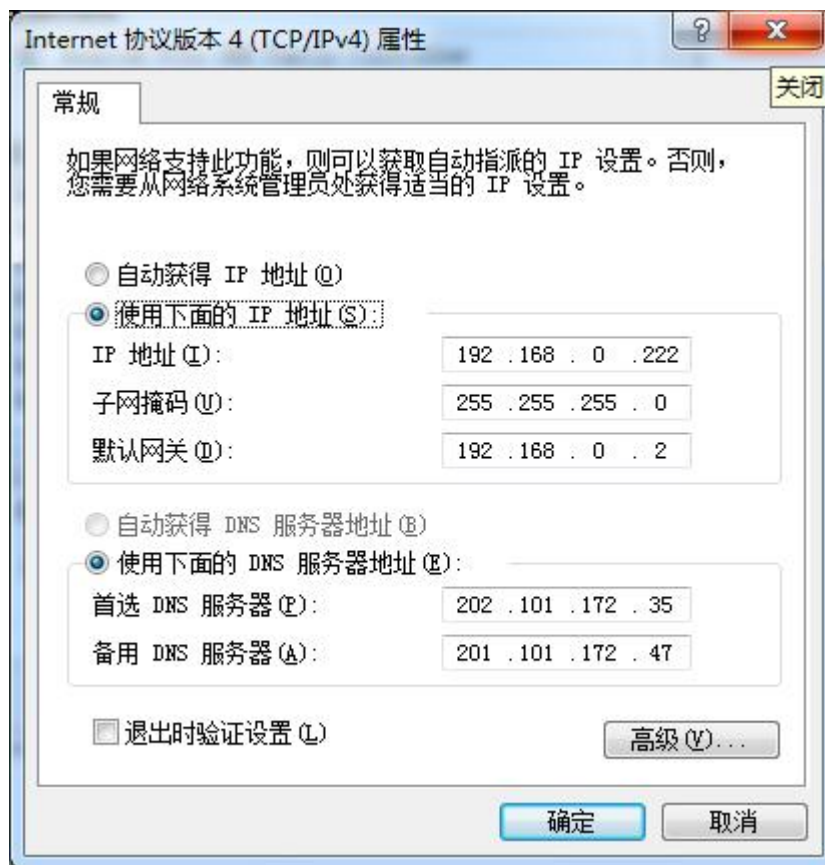 Internet 协议版本 4 (TCP/IPv4) 属性
关闭
常规
如果网络支持此功能，则可以获取自动指派的 IP 设置。否则，
您需要从网络系统管理员处获得适当的 IP 设置。
自动获得 IP 地址(O)
使用下面的 IP 地址(S):
IP 地址(I): 192 .168 . 0 .222
子网掩码(U): 255 .255 .255 . 0
默认网关(D): 192 .168 . 0 . 2
自动获得 DNS 服务器地址(B)
使用下面的 DNS 服务器地址(E):
首选 DNS 服务器(P): 202 .101 .172 . 35
备用 DNS 服务器(A): 201 .101 .172 . 47
退出时验证设置(L)
高级(V)...
确定 取消